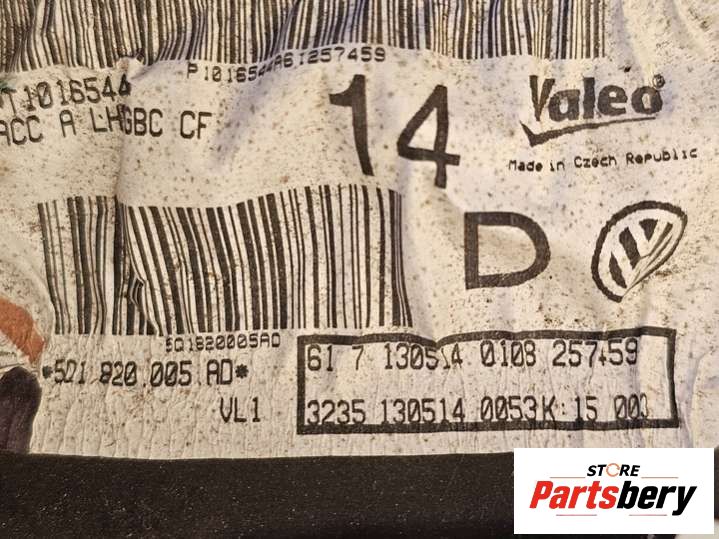 P1016544A61257459
T1016544
ACC A LHGBC CF
14
Valeo
Made in Czech Republic
D
5Q1820005AD
*5Q1 820 005 AD*
VL1
61 7 130514 0108 257459
3235 130514 0053K:15 003
STORE
Partsbery